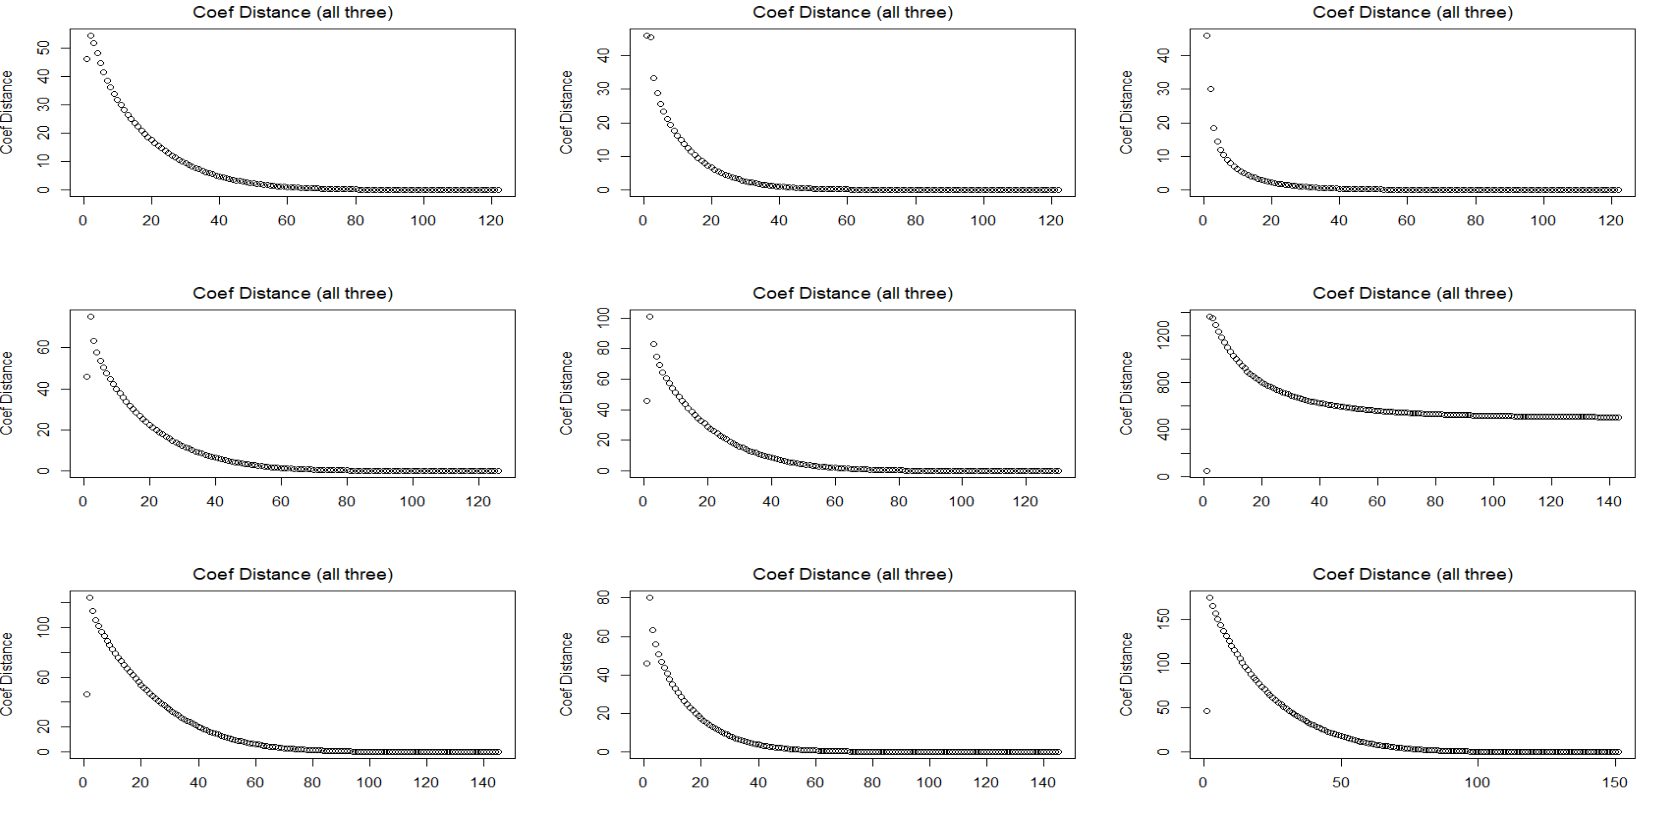 Coef Distance (all three)
Coef Distance
0 10 20 30 40 50
0 20 40 60 80 100 120
Coef Distance (all three)
Coef Distance
0 10 20 30 40
0 20 40 60 80 100 120
Coef Distance (all three)
Coef Distance
0 10 20 30 40
0 20 40 60 80 100 120
Coef Distance (all three)
Coef Distance
0 20 40 60
0 20 40 60 80 100 120
Coef Distance (all three)
Coef Distance
0 20 40 60 80 100
0 20 40 60 80 100 120
Coef Distance (all three)
Coef Distance
0 400 800 1200
0 20 40 60 80 100 120 140
Coef Distance (all three)
Coef Distance
0 20 60 100
0 20 40 60 80 100 120 140
Coef Distance (all three)
Coef Distance
0 20 40 60 80
0 20 40 60 80 100 120 140
Coef Distance (all three)
Coef Distance
0 50 100 150
0 50 100 150